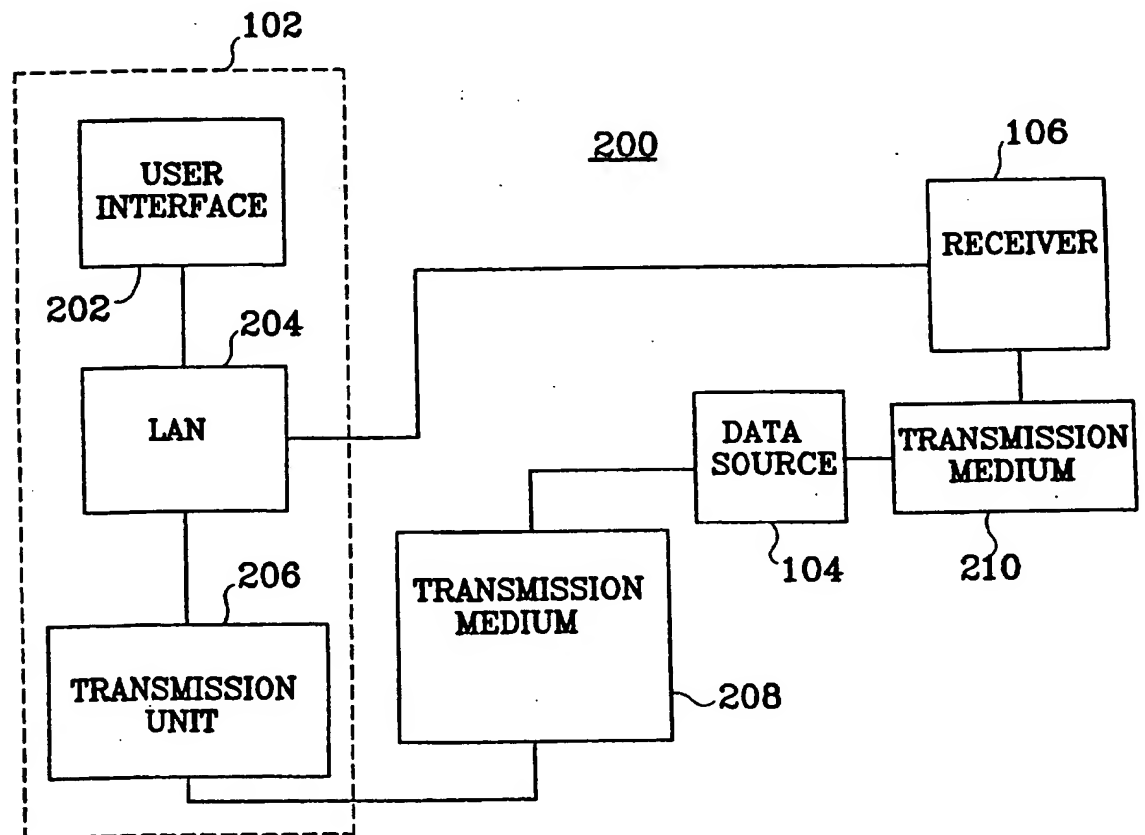 102
USER
INTERFACE
202
204
LAN
206
TRANSMISSION
UNIT
200
106
RECEIVER
DATA
SOURCE
104
TRANSMISSION
MEDIUM
210
TRANSMISSION
MEDIUM
208